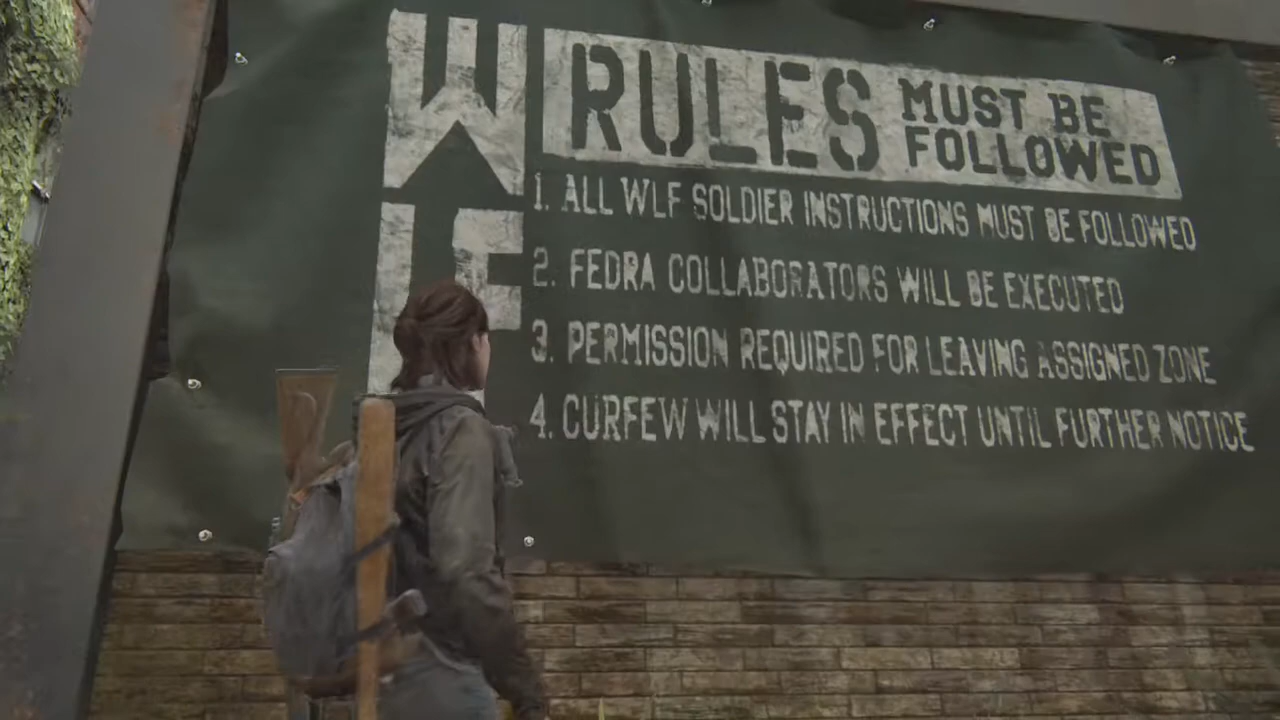 WLF
RULES MUST BE FOLLOWED
1. ALL WLF SOLDIER INSTRUCTIONS MUST BE FOLLOWED
2. FEDRA COLLABORATORS WILL BE EXECUTED
3. PERMISSION REQUIRED FOR LEAVING ASSIGNED ZONE
4. CURFEW WILL STAY IN EFFECT UNTIL FURTHER NOTICE